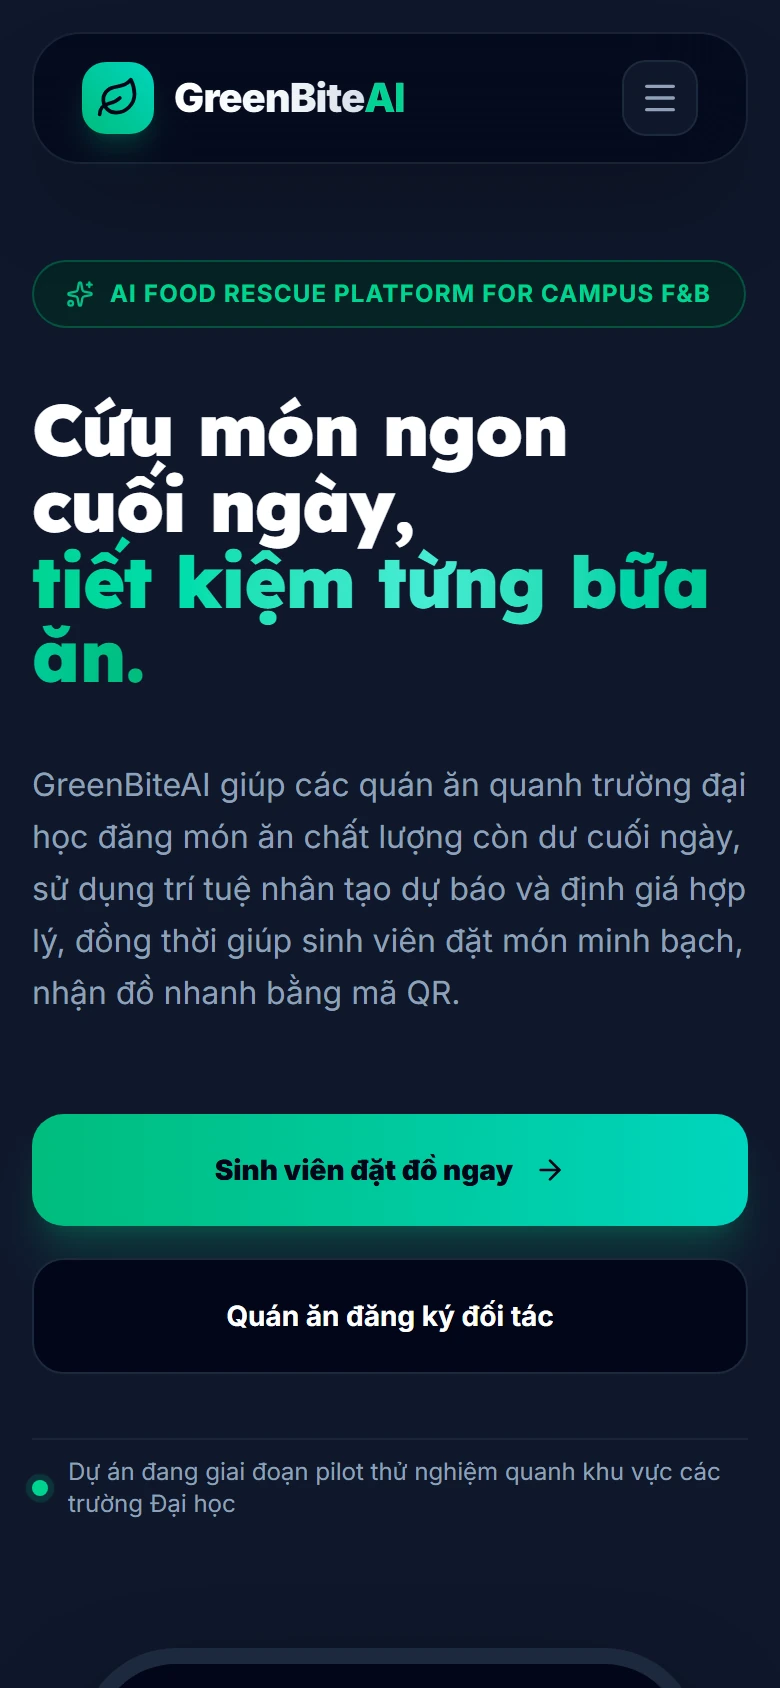 GreenBiteAI
AI FOOD RESCUE PLATFORM FOR CAMPUS F&B
Cứu món ngon
cuối ngày,
tiết kiệm từng bữa
ăn.
GreenBiteAI giúp các quán ăn quanh trường đại
học đăng món ăn chất lượng còn dư cuối ngày,
sử dụng trí tuệ nhân tạo dự báo và định giá hợp
lý, đồng thời giúp sinh viên đặt món minh bạch,
nhận đồ nhanh bằng mã QR.
Sinh viên đặt đồ ngay →
Quán ăn đăng ký đối tác
Dự án đang giai đoạn pilot thử nghiệm quanh khu vực các
trường Đại học